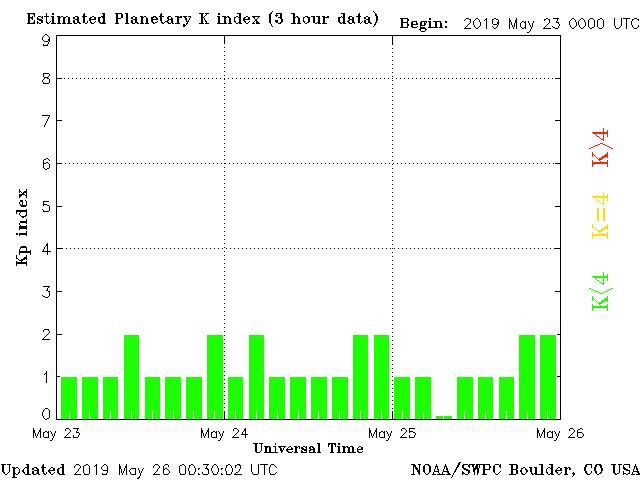 Estimated Planetary K index (3 hour data) Begin: 2019 May 23 0000 UTC
9
8
7
6
5
4
3
2
1
0
Kp index
K>4
K=4
K<4
May 23 May 24 May 25 May 26
Universal Time
Updated 2019 May 26 00:30:02 UTC NOAA/SWPC Boulder, CO USA